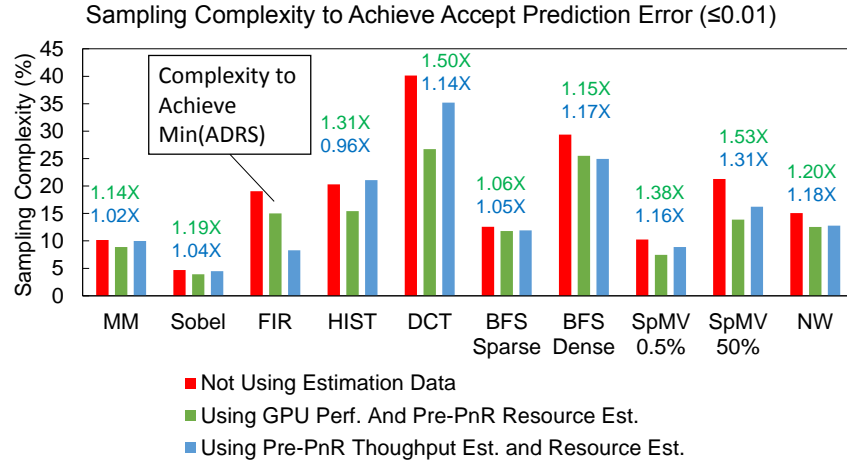 Sampling Complexity to Achieve Accept Prediction Error (≤0.01)
Sampling Complexity (%)
45
40
35
30
25
20
15
10
5
0
Complexity to
Achieve
Min(ADRS)
1.14X
1.02X
1.19X
1.04X
1.31X
0.96X
1.50X
1.14X
1.06X
1.05X
1.15X
1.17X
1.38X
1.16X
1.53X
1.31X
1.20X
1.18X
MM
Sobel
FIR
HIST
DCT
BFS
Sparse
BFS
Dense
SpMV
0.5%
SpMV
50%
NW
Not Using Estimation Data
Using GPU Perf. And Pre-PnR Resource Est.
Using Pre-PnR Thoughput Est. and Resource Est.